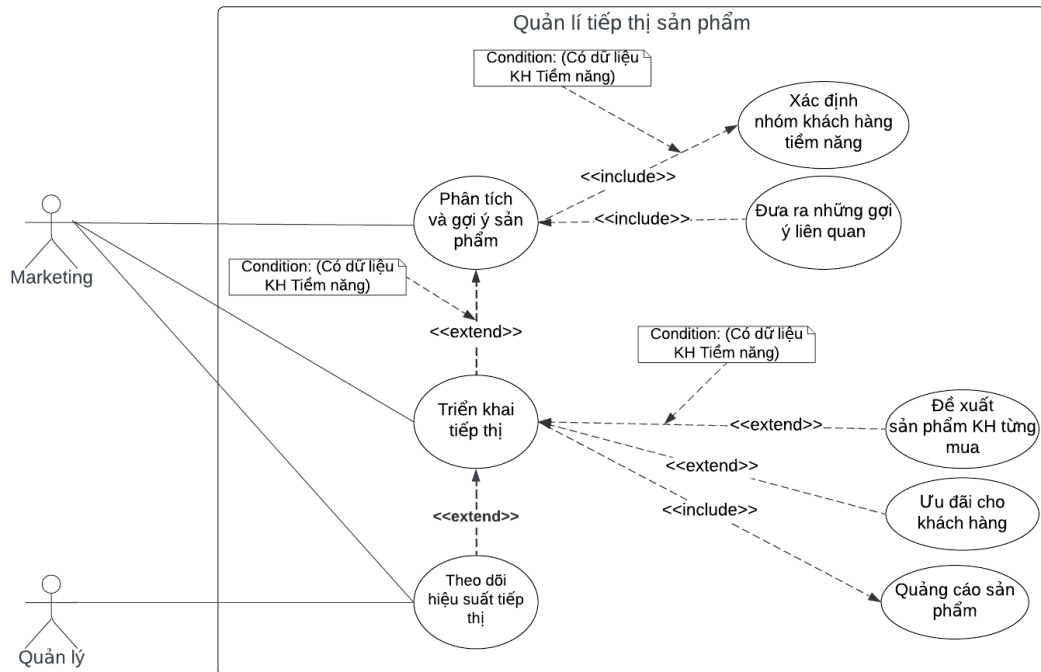 Quản lí tiếp thị sản phẩm
Condition: (Có dữ liệu
KH Tiềm năng)
Xác định
nhóm khách hàng
tiềm năng
<<include>>
Phân tích
và gợi ý sản
phẩm
<<include>>
Đưa ra những gợi
ý liên quan
Marketing
Condition: (Có dữ liệu
KH Tiềm năng)
<<extend>>
Condition: (Có dữ liệu
KH Tiềm năng)
Triển khai
tiếp thị
<<extend>>
Đề xuất
sản phẩm KH từng
mua
<<extend>>
Ưu đãi cho
khách hàng
<<include>>
<<extend>>
Quảng cáo sản
phẩm
Theo dõi
hiệu suất tiếp
thị
Quản lý